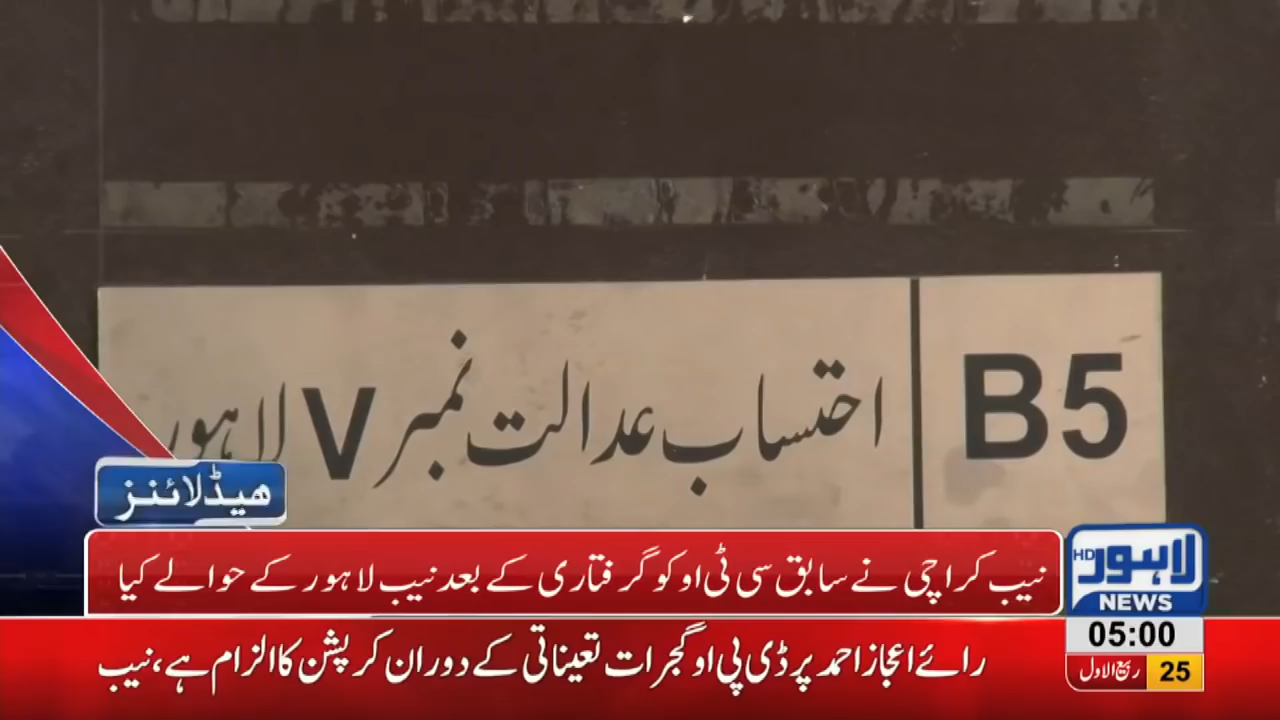 احتساب عدالت نمبر V لاہور
B5
ہیڈلائنز
نیب کراچی نے سابق سی ٹی او کو گرفتاری کے بعد نیب لاہور کے حوالے کیا
لاہور HD
NEWS
05:00
رائے اعجاز احمد پر ڈی پی او گجرات تعیناتی کے دوران کرپشن کا الزام ہے، نیب
25 ربیع الاول